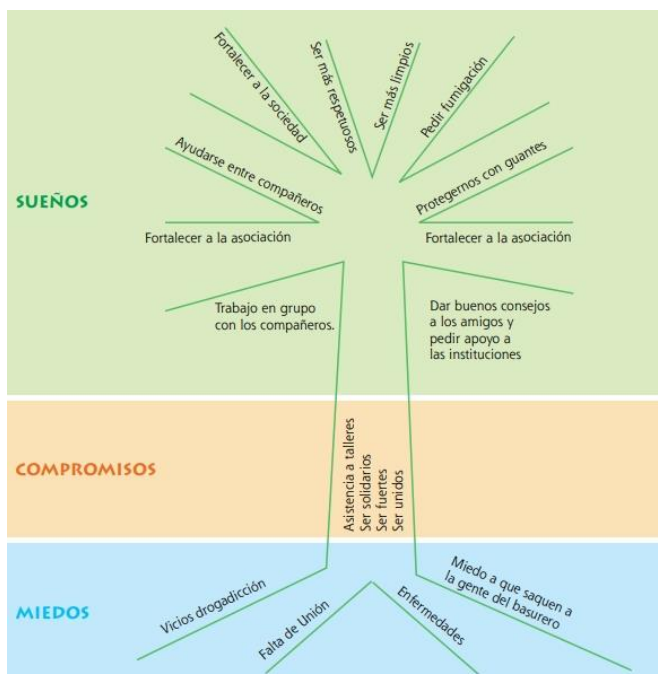 Fortalecer a la sociedad
Ser más respetuosos
Ser más limpios
Pedir fumigación
Ayudarse entre compañeros
Protegernos con guantes
SUEÑOS
Fortalecer a la asociación
Fortalecer a la asociación
Trabajo en grupo
con los compañeros.
Dar buenos consejos
a los amigos y
pedir apoyo a
las instituciones
COMPROMISOS
Asistencia a talleres
Ser solidarios
Ser fuertes
Ser unidos
MIEDOS
Vicios drogadicción
Falta de Unión
Enfermedades
Miedo a que saquen a
la gente del basurero